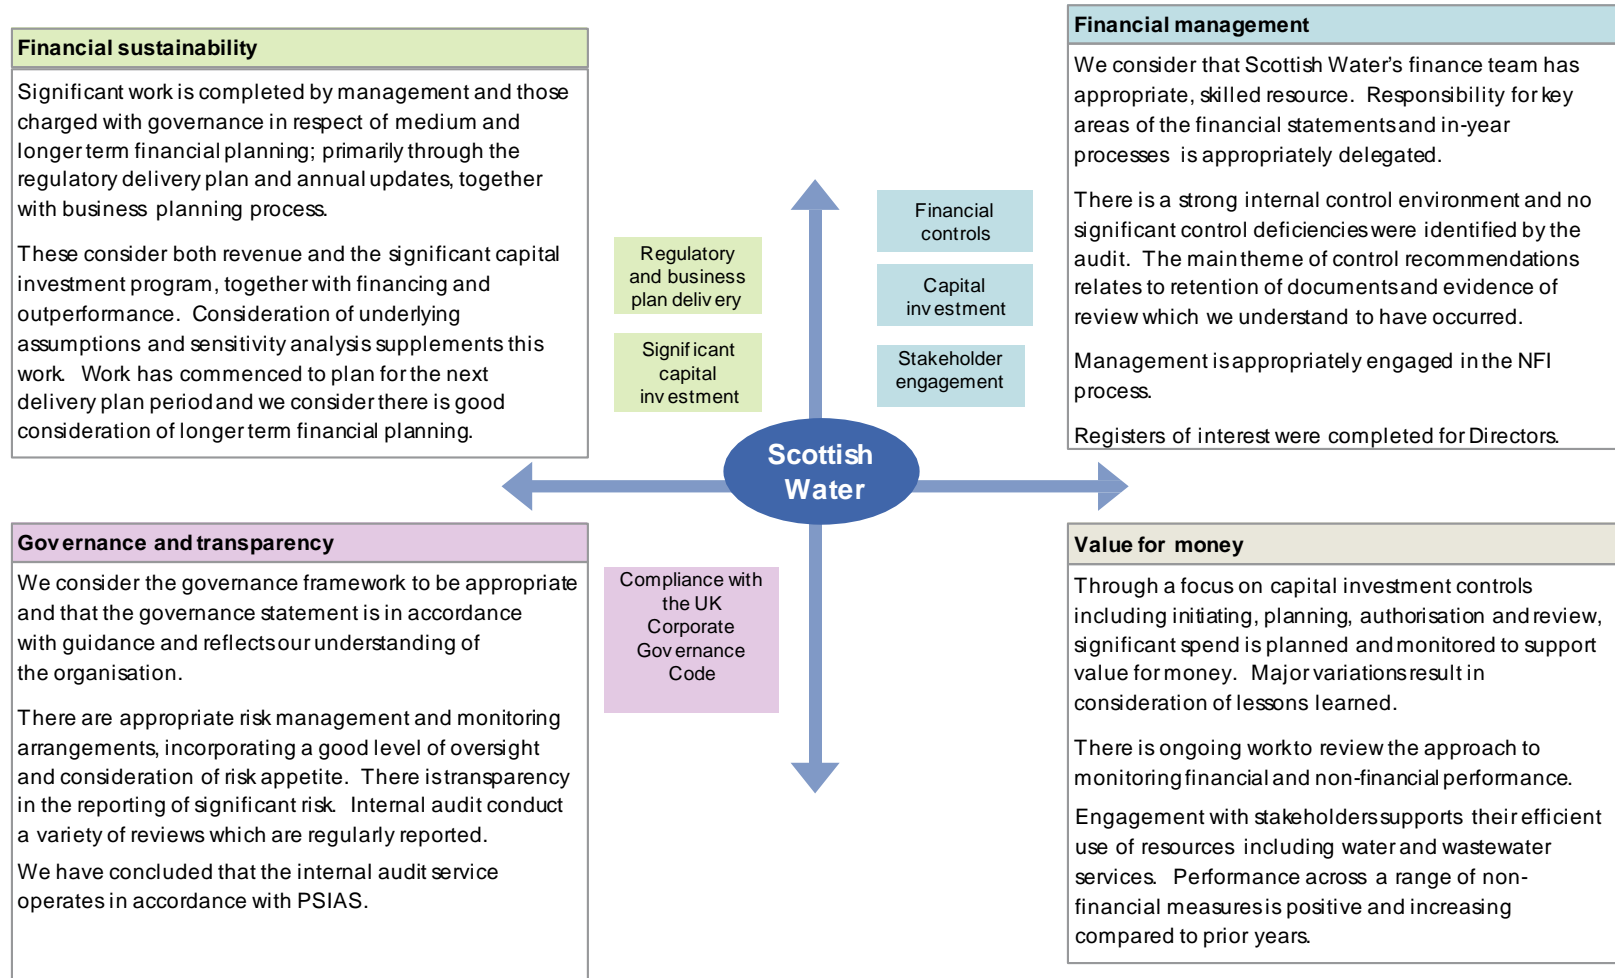 Financial sustainability
Significant work is completed by management and those
charged with governance in respect of medium and
longer term financial planning; primarily through the
regulatory delivery plan and annual updates, together
with business planning process.
These consider both revenue and the significant capital
investment program, together with financing and
outperformance. Consideration of underlying
assumptions and sensitivity analysis supplements this
work. Work has commenced to plan for the next
delivery plan period and we consider there is good
consideration of longer term financial planning.
Regulatory
and business
plan delivery
Significant
capital
investment
Financial
controls
Capital
investment
Stakeholder
engagement
Financial management
We consider that Scottish Water's finance team has
appropriate, skilled resource. Responsibility for key
areas of the financial statements and in-year
processes is appropriately delegated.
There is a strong internal control environment and no
significant control deficiencies were identified by the
audit. The main theme of control recommendations
relates to retention of documents and evidence of
review which we understand to have occurred.
Management is appropriately engaged in the NFI
process.
Registers of interest were completed for Directors.
Scottish
Water
Governance and transparency
We consider the governance framework to be appropriate
and that the governance statement is in accordance
with guidance and reflects our understanding of
the organisation.
There are appropriate risk management and monitoring
arrangements, incorporating a good level of oversight
and consideration of risk appetite. There is transparency
in the reporting of significant risk. Internal audit conduct
a variety of reviews which are regularly reported.
We have concluded that the internal audit service
operates in accordance with PSIAS.
Compliance with
the UK
Corporate
Governance
Code
Value for money
Through a focus on capital investment controls
including initiating, planning, authorisation and review,
significant spend is planned and monitored to support
value for money. Major variations result in
consideration of lessons learned.
There is ongoing work to review the approach to
monitoring financial and non-financial performance.
Engagement with stakeholders supports their efficient
use of resources including water and wastewater
services. Performance across a range of non-
financial measures is positive and increasing
compared to prior years.